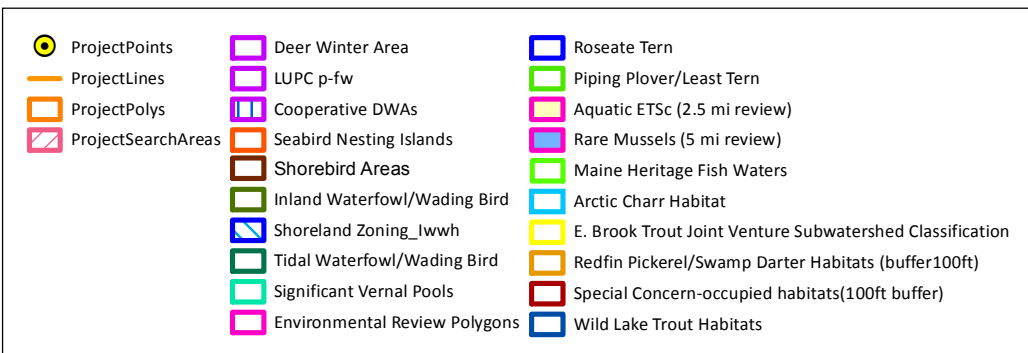 ProjectPoints
ProjectLines
ProjectPolys
ProjectSearchAreas
Deer Winter Area
LUPC p-fw
Cooperative DWAs
Seabird Nesting Islands
Shorebird Areas
Inland Waterfowl/Wading Bird
Shoreland Zoning_Iwwh
Tidal Waterfowl/Wading Bird
Significant Vernal Pools
Environmental Review Polygons
Roseate Tern
Piping Plover/Least Tern
Aquatic ETSc (2.5 mi review)
Rare Mussels (5 mi review)
Maine Heritage Fish Waters
Arctic Charr Habitat
E. Brook Trout Joint Venture Subwatershed Classification
Redfin Pickerel/Swamp Darter Habitats (buffer100ft)
Special Concern-occupied habitats(100ft buffer)
Wild Lake Trout Habitats